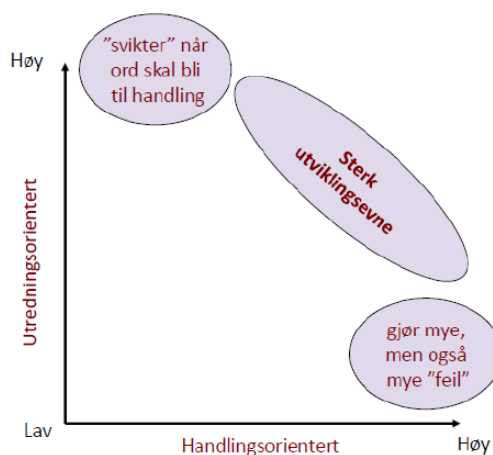 "svikter" når
ord skal bli
til handling
Høy
Sterk
utviklingsevne
Utredningsorientert
gjør mye,
men også
mye "feil"
Lav
Handlingsorientert
Høy